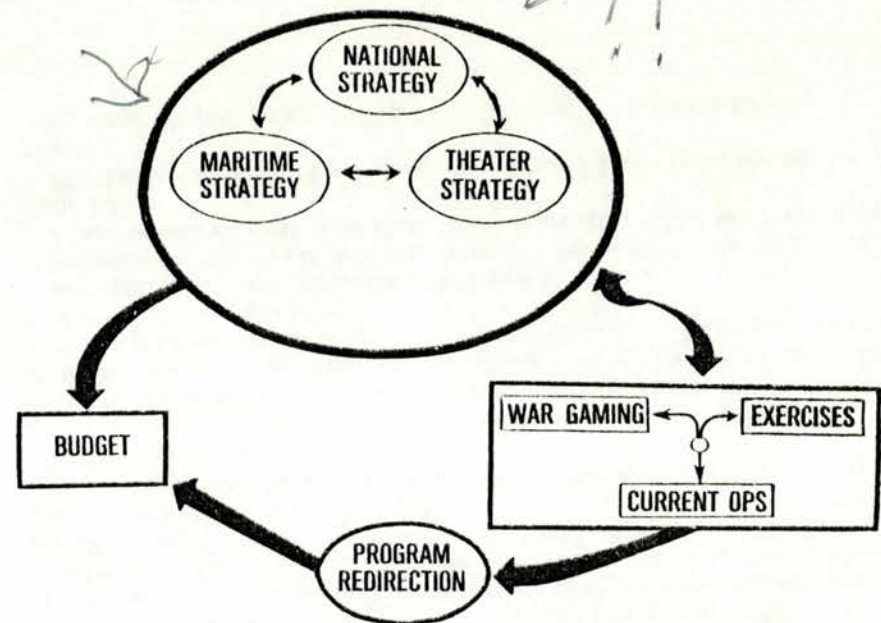 NATIONAL
STRATEGY
MARITIME
STRATEGY
THEATER
STRATEGY
BUDGET
WAR GAMING
EXERCISES
CURRENT OPS
PROGRAM
REDIRECTION